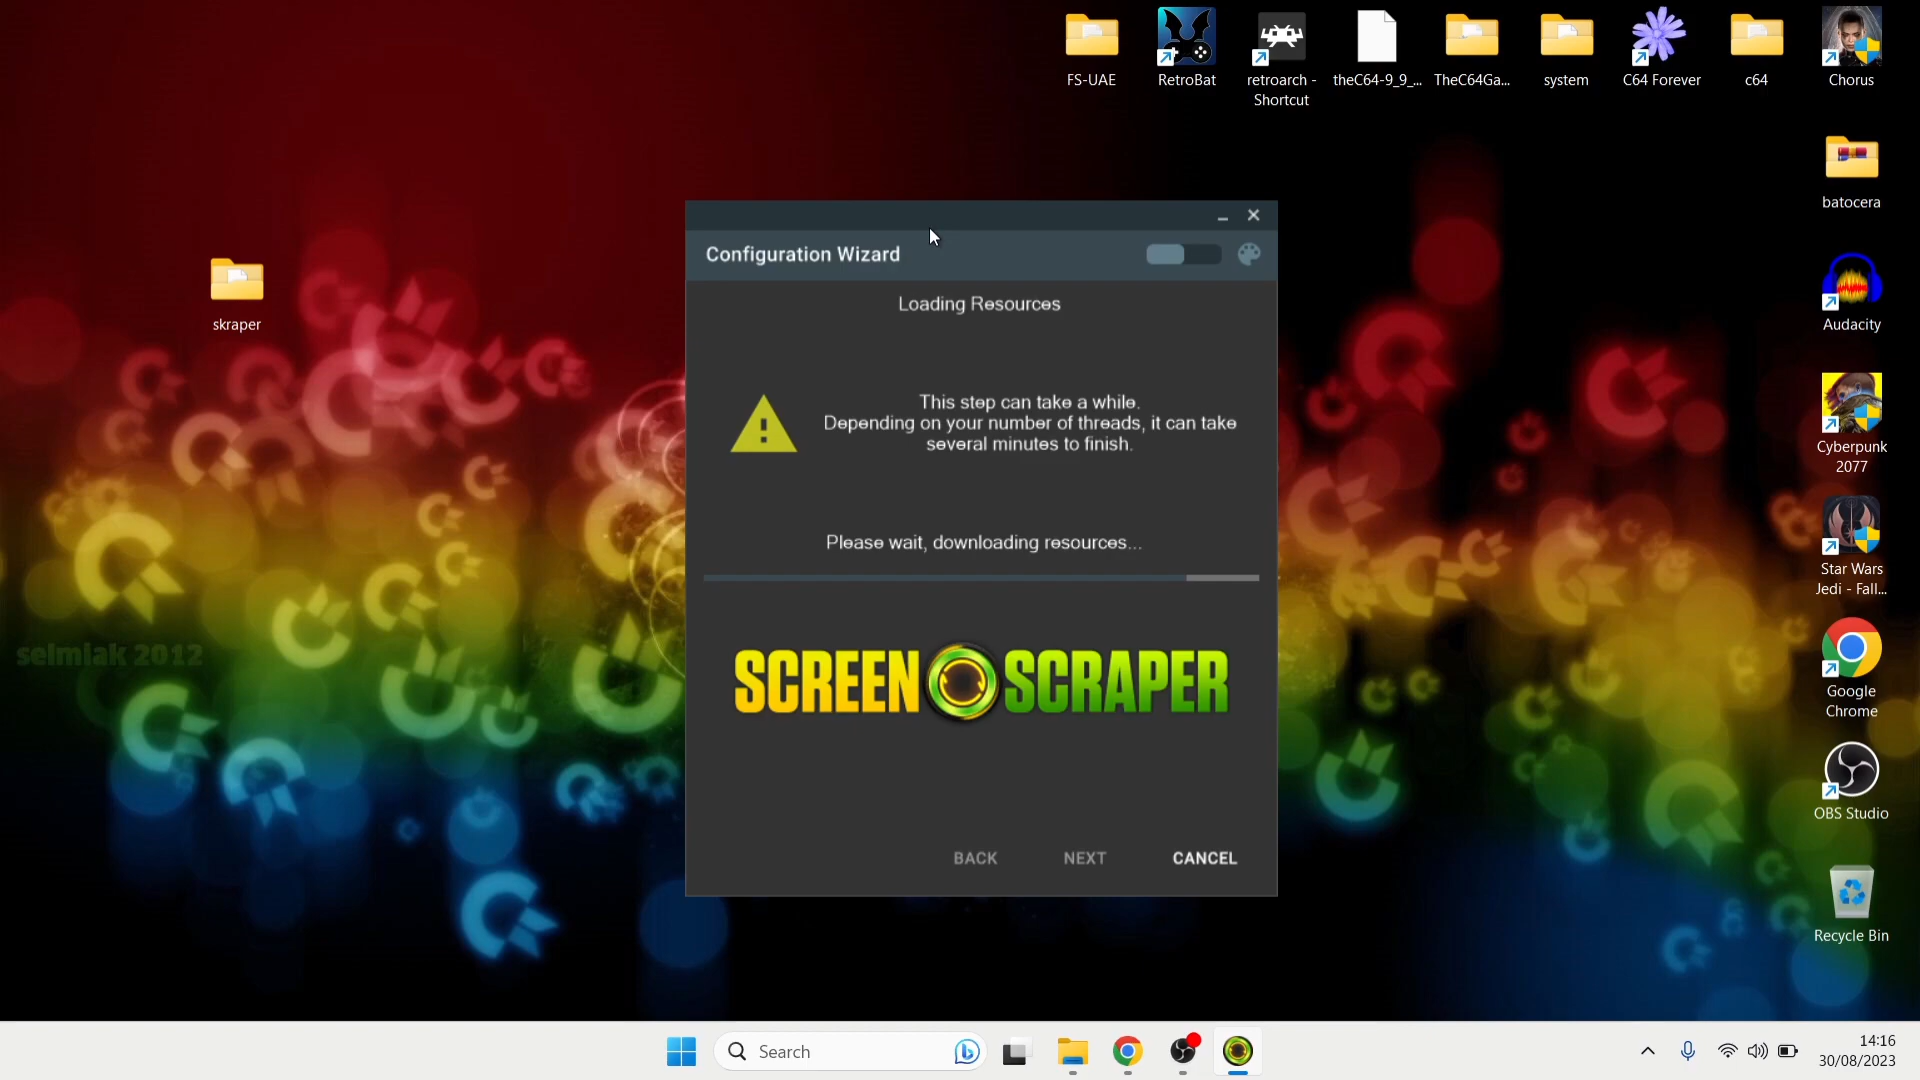 FS-UAE
RetroBat
retroarch -
Shortcut
theC64-9_9_...
TheC64Ga...
system
C64 Forever
c64
Chorus
batocera
skraper
Audacity
Cyberpunk
2077
Star Wars
Jedi - Fall...
Google
Chrome
OBS Studio
Recycle Bin
selmiak 2012
Configuration Wizard
Loading Resources
This step can take a while.
Depending on your number of threads, it can take
several minutes to finish.
Please wait, downloading resources...
SCREEN SCRAPER
BACK
NEXT
CANCEL
Search
14:16
30/08/2023